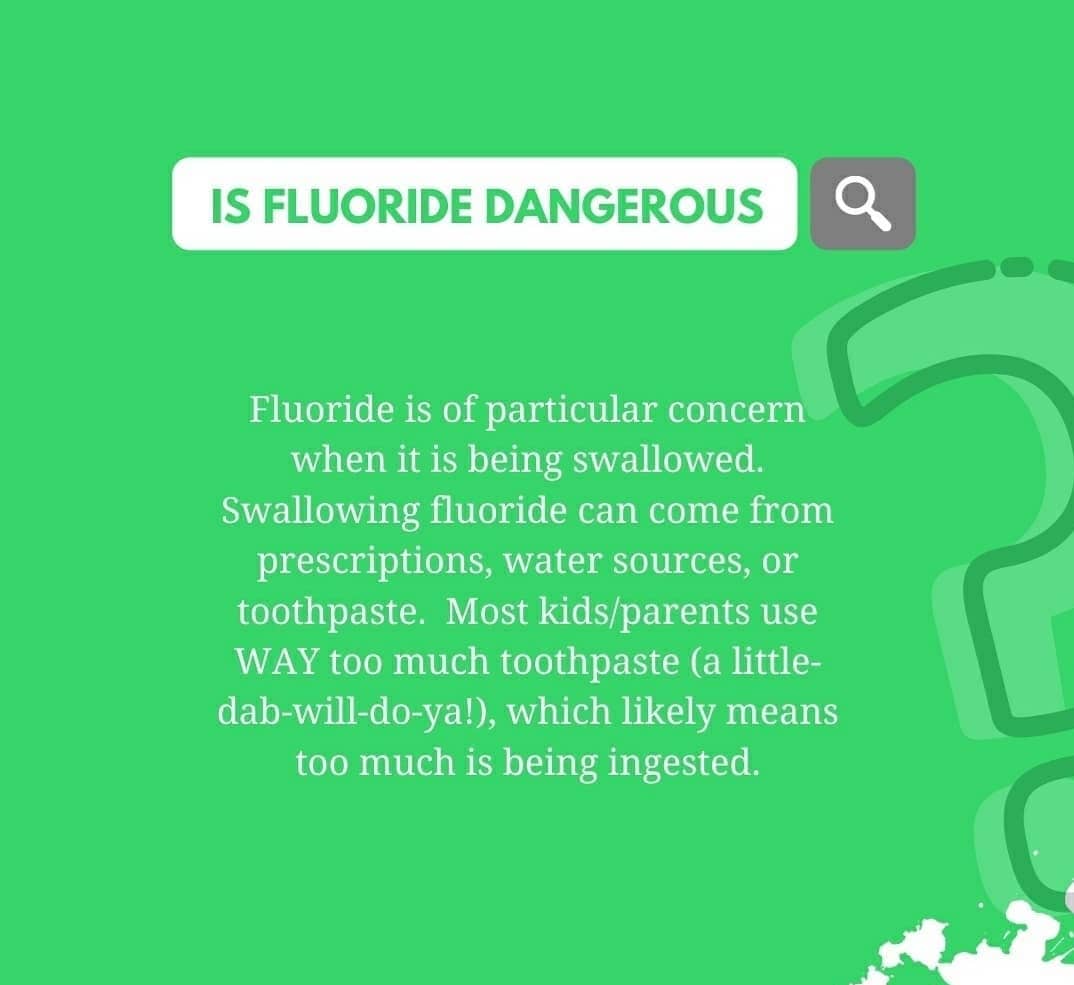 IS FLUORIDE DANGEROUS
Fluoride is of particular concern
when it is being swallowed.
Swallowing fluoride can come from
prescriptions, water sources, or
toothpaste.  Most kids/parents use
WAY too much toothpaste (a little-
dab-will-do-ya!), which likely means
too much is being ingested.